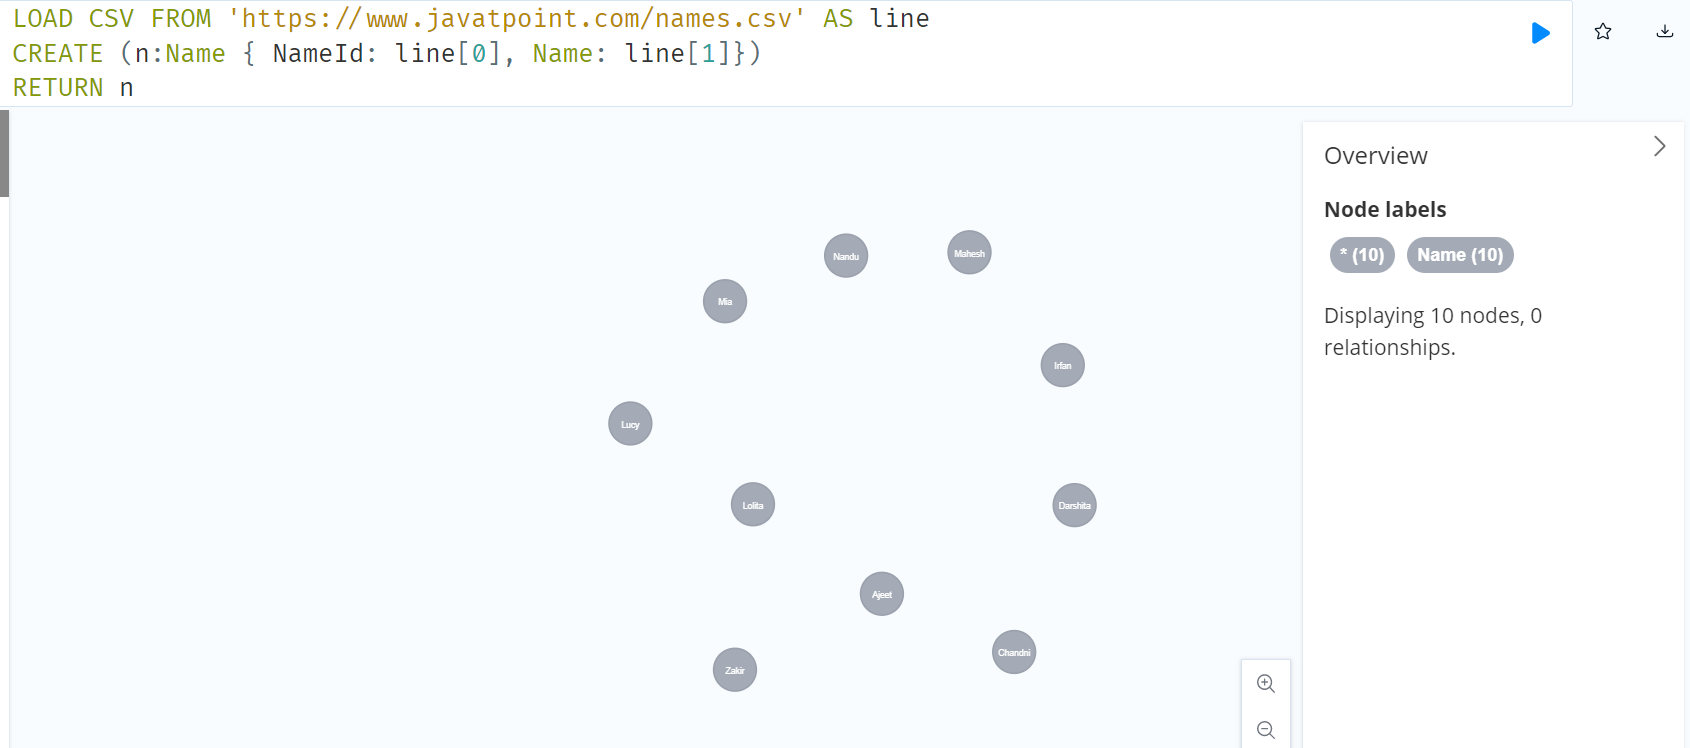 LOAD CSV FROM 'https://www.javatpoint.com/names.csv' AS line
CREATE (n:Name { NameId: line[0], Name: line[1]})
RETURN n
Overview
Node labels
* (10) Name (10)
Displaying 10 nodes, 0
relationships.
Nandu
Mahesh
Mia
Irfan
Lucy
Lolita
Darshita
Ajeet
Chandni
Zakir